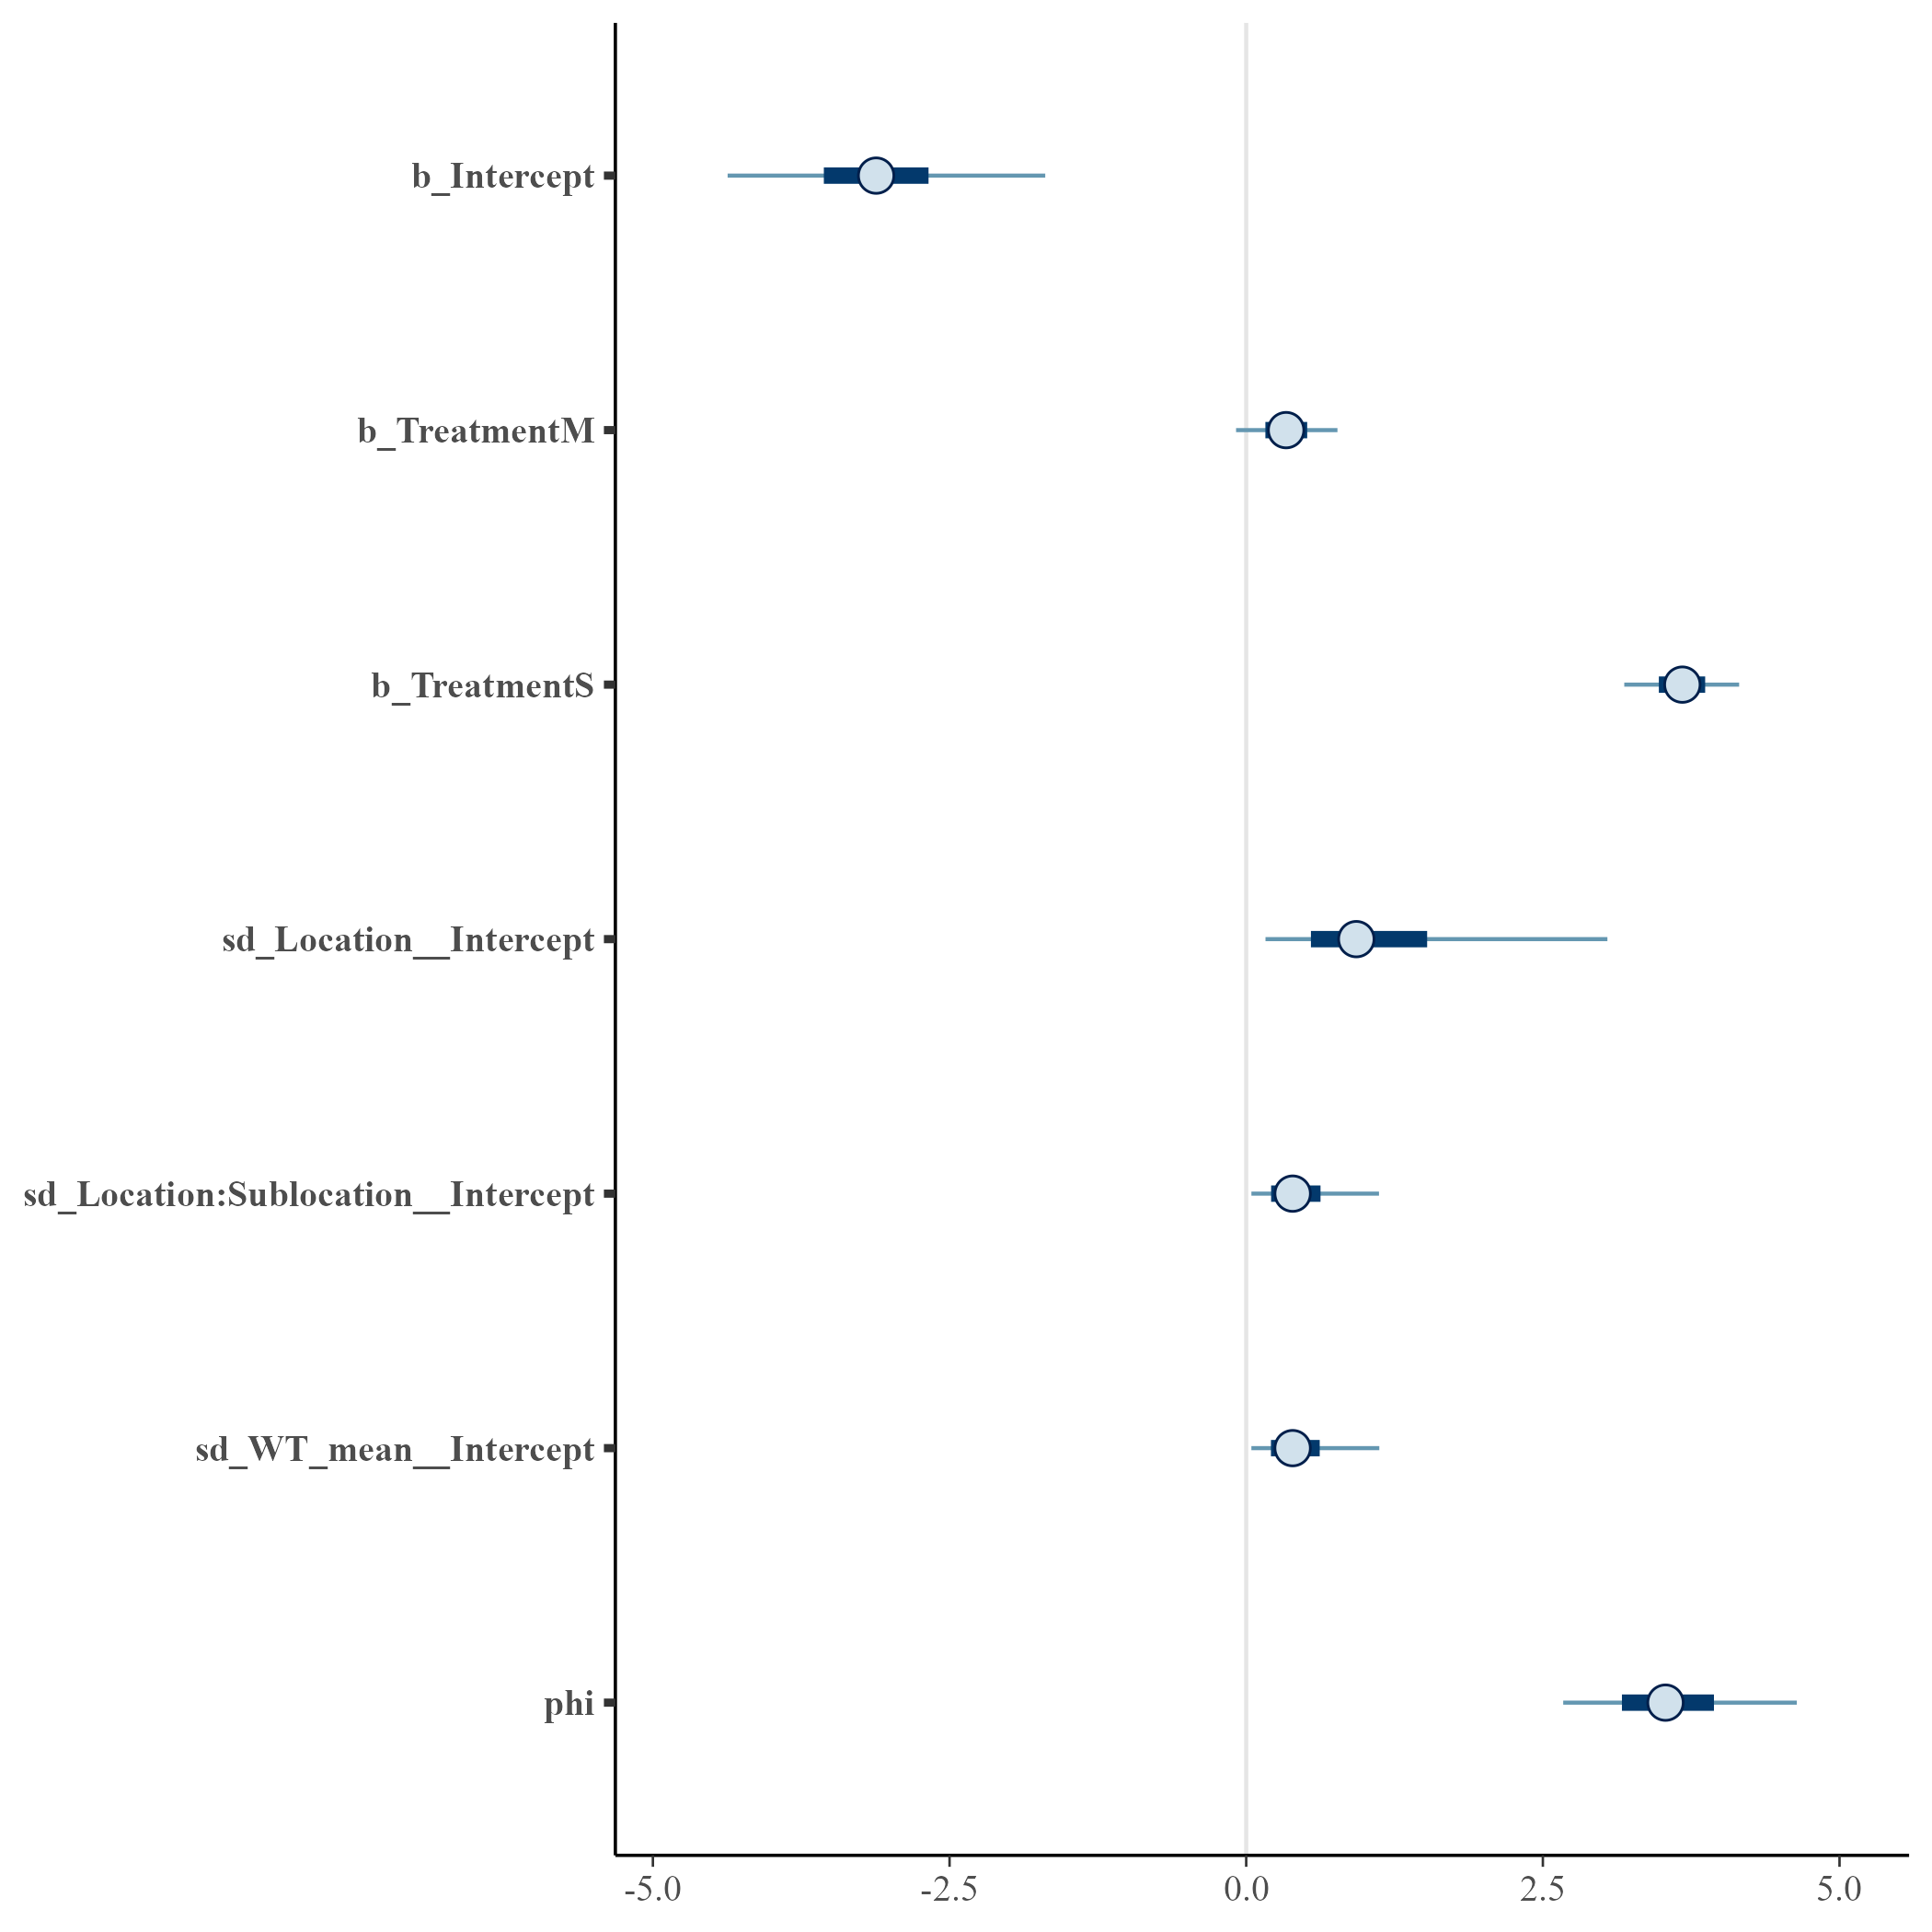 b_Intercept
b_TreatmentM
b_TreatmentS
sd_Location__Intercept
sd_Location:Sublocation__Intercept
sd_WT_mean__Intercept
phi
-5.0 -2.5 0.0 2.5 5.0